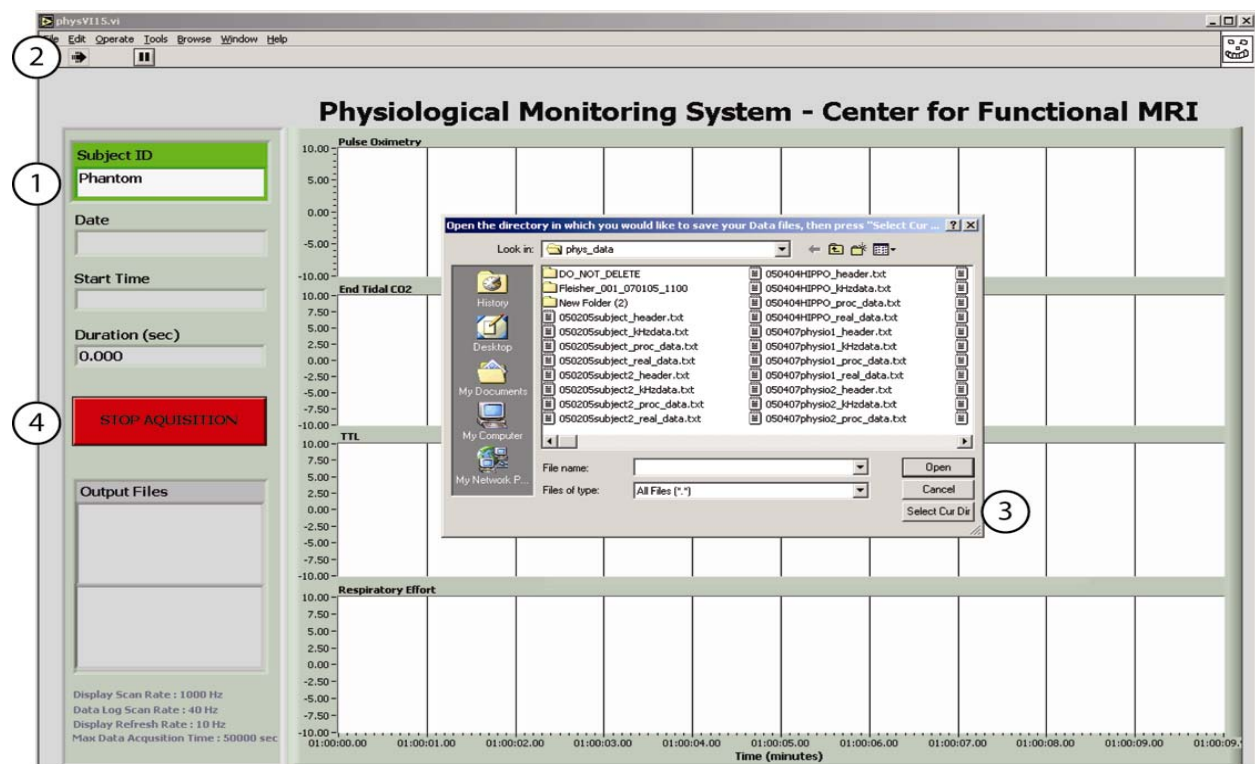 physVI15.vi
File Edit Operate Tools Browse Window Help
2
Physiological Monitoring System - Center for Functional MRI
Subject ID
Phantom
1
Date
Start Time
Duration (sec)
0.000
STOP AQUISITION
4
Output Files
Display Scan Rate : 1000 Hz
Data Log Scan Rate : 40 Hz
Display Refresh Rate : 10 Hz
Max Data Acqusition Time : 50000 sec
Pulse Oximetry
10.00
5.00
0.00
-5.00
-10.00
End Tidal CO2
10.00
7.50
5.00
2.50
0.00
-2.50
-5.00
-7.50
-10.00
TTL
10.00
7.50
5.00
2.50
0.00
-2.50
-5.00
-7.50
-10.00
Respiratory Effort
10.00
7.50
5.00
2.50
0.00
-2.50
-5.00
-7.50
-10.00
01:00:00.00 01:00:01.00 01:00:02.00 01:00:03.00 01:00:04.00 01:00:05.00 01:00:06.00 01:00:07.00 01:00:08.00 01:00:09.00 01:00:09.
Time (minutes)
Open the directory in which you would like to save your Data files, then press "Select Cur ...
Look in: phys_data
History
Desktop
My Documents
My Computer
My Network P...
DO_NOT_DELETE
Fleisher_001_070105_1100
New Folder (2)
050205subject_header.txt
050205subject_kHzdata.txt
050205subject_proc_data.txt
050205subject_real_data.txt
050205subject2_header.txt
050205subject2_kHzdata.txt
050205subject2_proc_data.txt
050205subject2_real_data.txt
050404HIPPO_header.txt
050404HIPPO_kHzdata.txt
050404HIPPO_proc_data.txt
050404HIPPO_real_data.txt
050407physio1_header.txt
050407physio1_kHzdata.txt
050407physio1_proc_data.txt
050407physio1_real_data.txt
050407physio2_header.txt
050407physio2_kHzdata.txt
050407physio2_proc_data.txt
File name:
Open
Files of type: All Files (*.*)
Cancel
Select Cur Dir
3